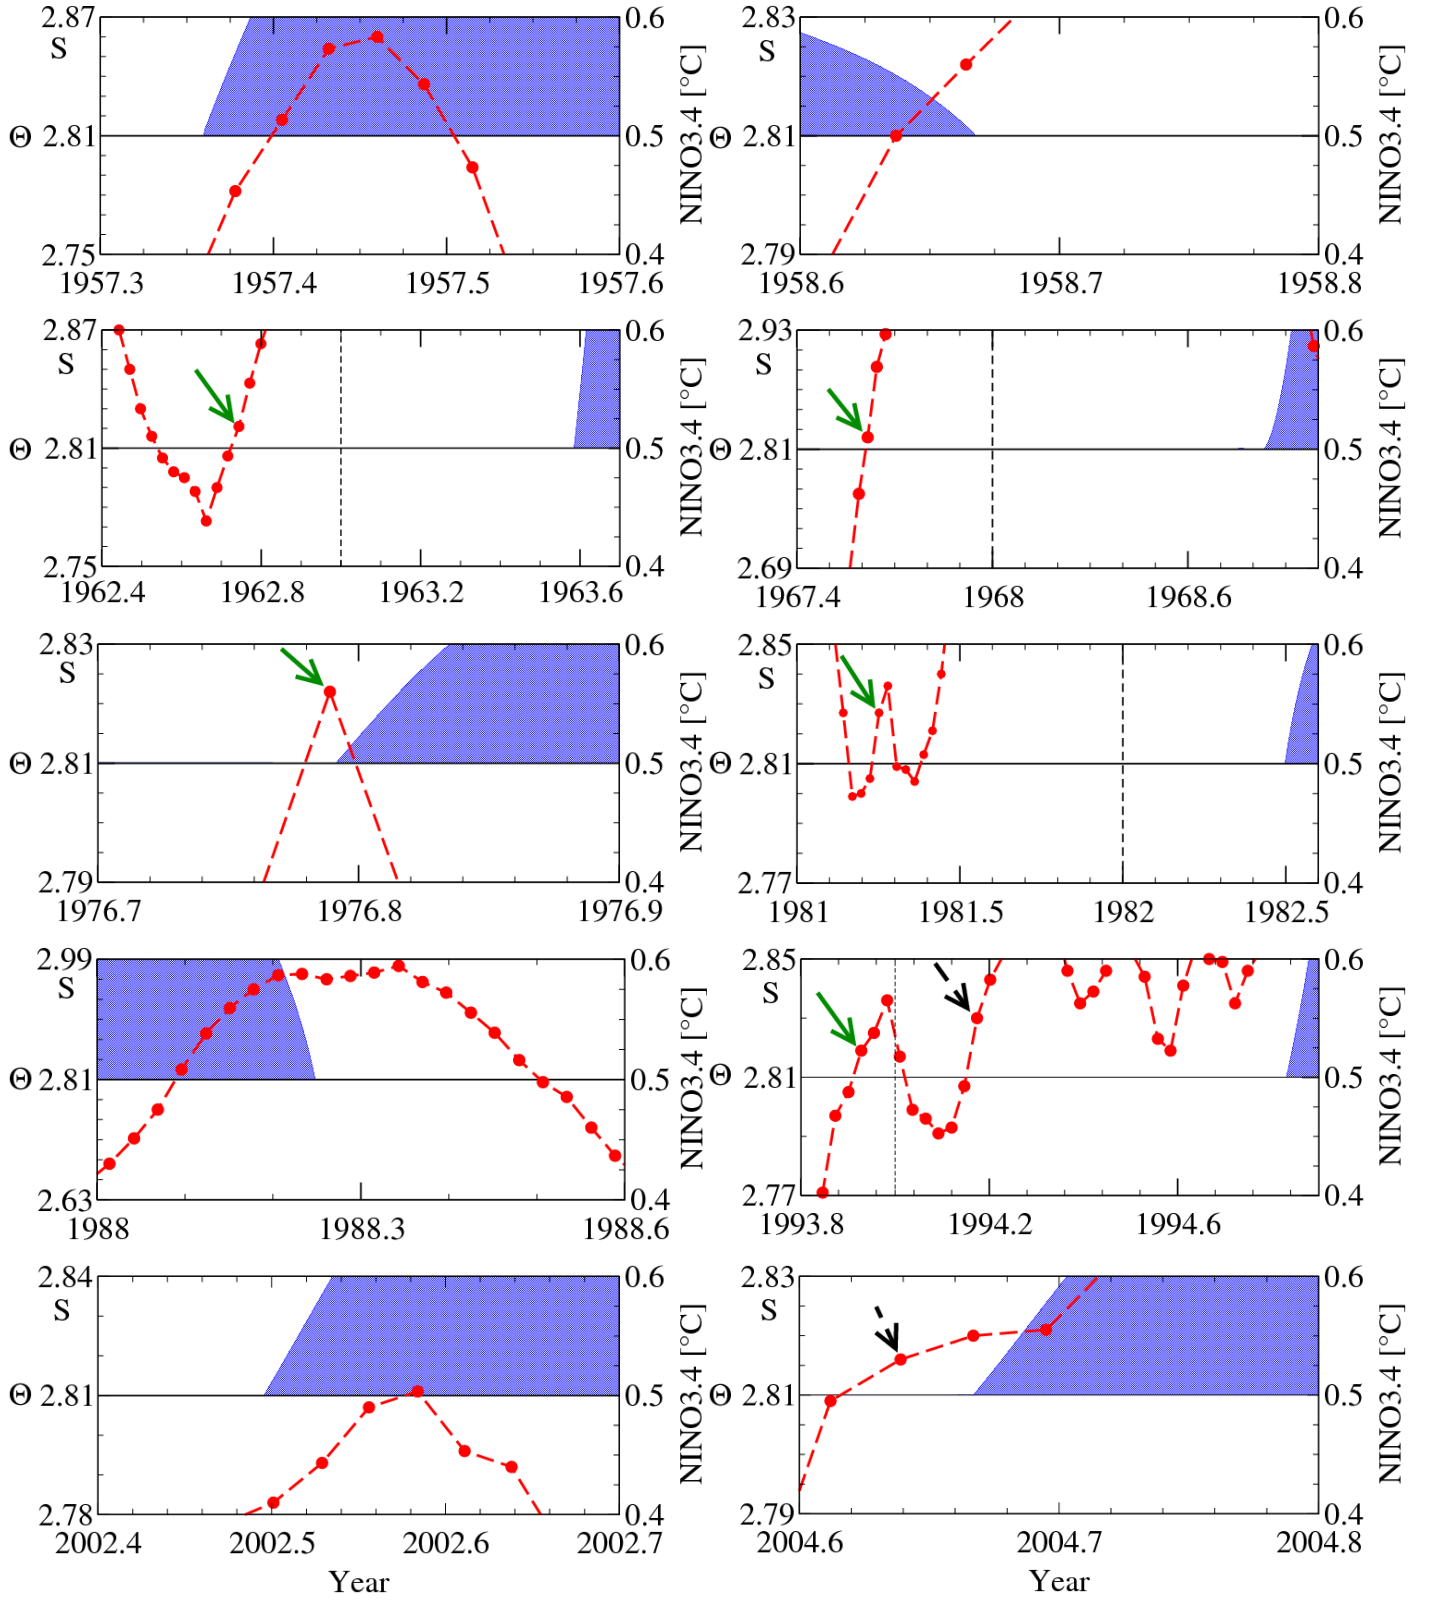 2.87
S
Θ 2.81
2.75
0.6
0.5
0.4
NINO3.4 [°C]
1957.3 1957.4 1957.5 1957.6
2.83
S
Θ 2.81
2.79
0.6
0.5
0.4
NINO3.4 [°C]
1958.6 1958.7 1958.8
2.87
S
Θ 2.81
2.75
0.6
0.5
0.4
NINO3.4 [°C]
1962.4 1962.8 1963.2 1963.6
2.93
S
Θ 2.81
2.69
0.6
0.5
0.4
NINO3.4 [°C]
1967.4 1968 1968.6
2.83
S
Θ 2.81
2.79
0.6
0.5
0.4
NINO3.4 [°C]
1976.7 1976.8 1976.9
2.85
S
Θ 2.81
2.77
0.6
0.5
0.4
NINO3.4 [°C]
1981 1981.5 1982 1982.5
2.99
S
Θ 2.81
2.63
0.6
0.5
0.4
NINO3.4 [°C]
1988 1988.3 1988.6
2.85
S
Θ 2.81
2.77
0.6
0.5
0.4
NINO3.4 [°C]
1993.8 1994.2 1994.6
2.84
S
Θ 2.81
2.78
0.6
0.5
0.4
NINO3.4 [°C]
2002.4 2002.5 2002.6 2002.7
Year
2.83
S
Θ 2.81
2.79
0.6
0.5
0.4
NINO3.4 [°C]
2004.6 2004.7 2004.8
Year